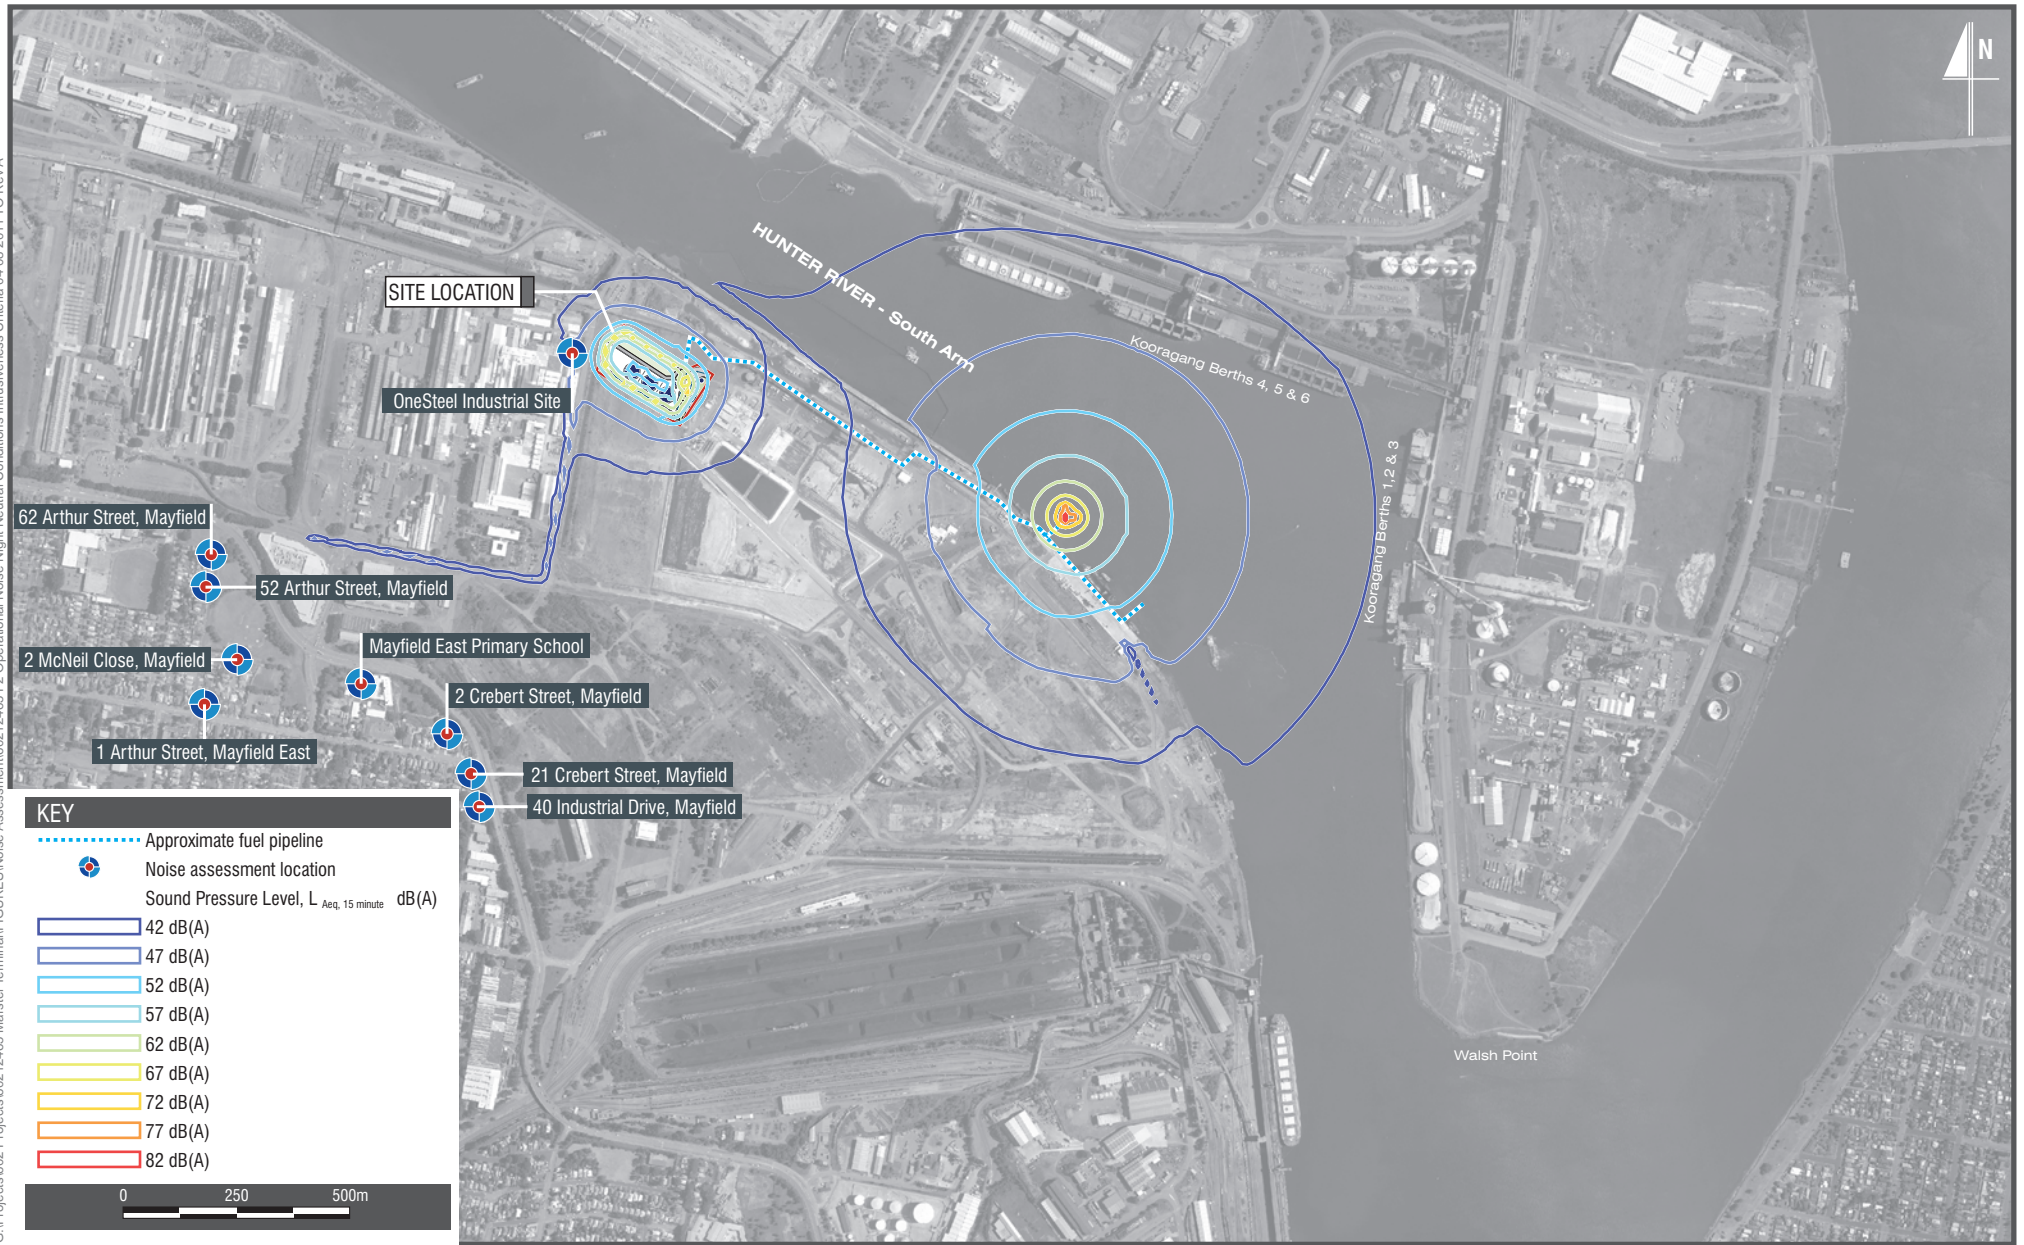 N
HUNTER RIVER - South Arm
SITE LOCATION
Kooragang Berths 4, 5 & 6
OneSteel Industrial Site
Kooragang Berths 1,2 & 3
62 Arthur Street, Mayfield
52 Arthur Street, Mayfield
Mayfield East Primary School
2 McNeil Close, Mayfield
2 Crebert Street, Mayfield
1 Arthur Street, Mayfield East
21 Crebert Street, Mayfield
40 Industrial Drive, Mayfield
KEY
Approximate fuel pipeline
Noise assessment location
Sound Pressure Level, L Aeq, 15 minute dB(A)
42 dB(A)
47 dB(A)
52 dB(A)
57 dB(A)
62 dB(A)
67 dB(A)
72 dB(A)
77 dB(A)
82 dB(A)
0 250 500m
Walsh Point